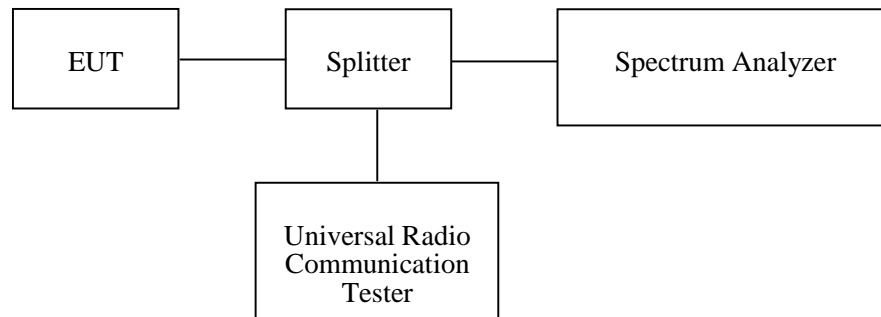 EUT
Splitter
Spectrum Analyzer
Universal Radio
Communication
Tester